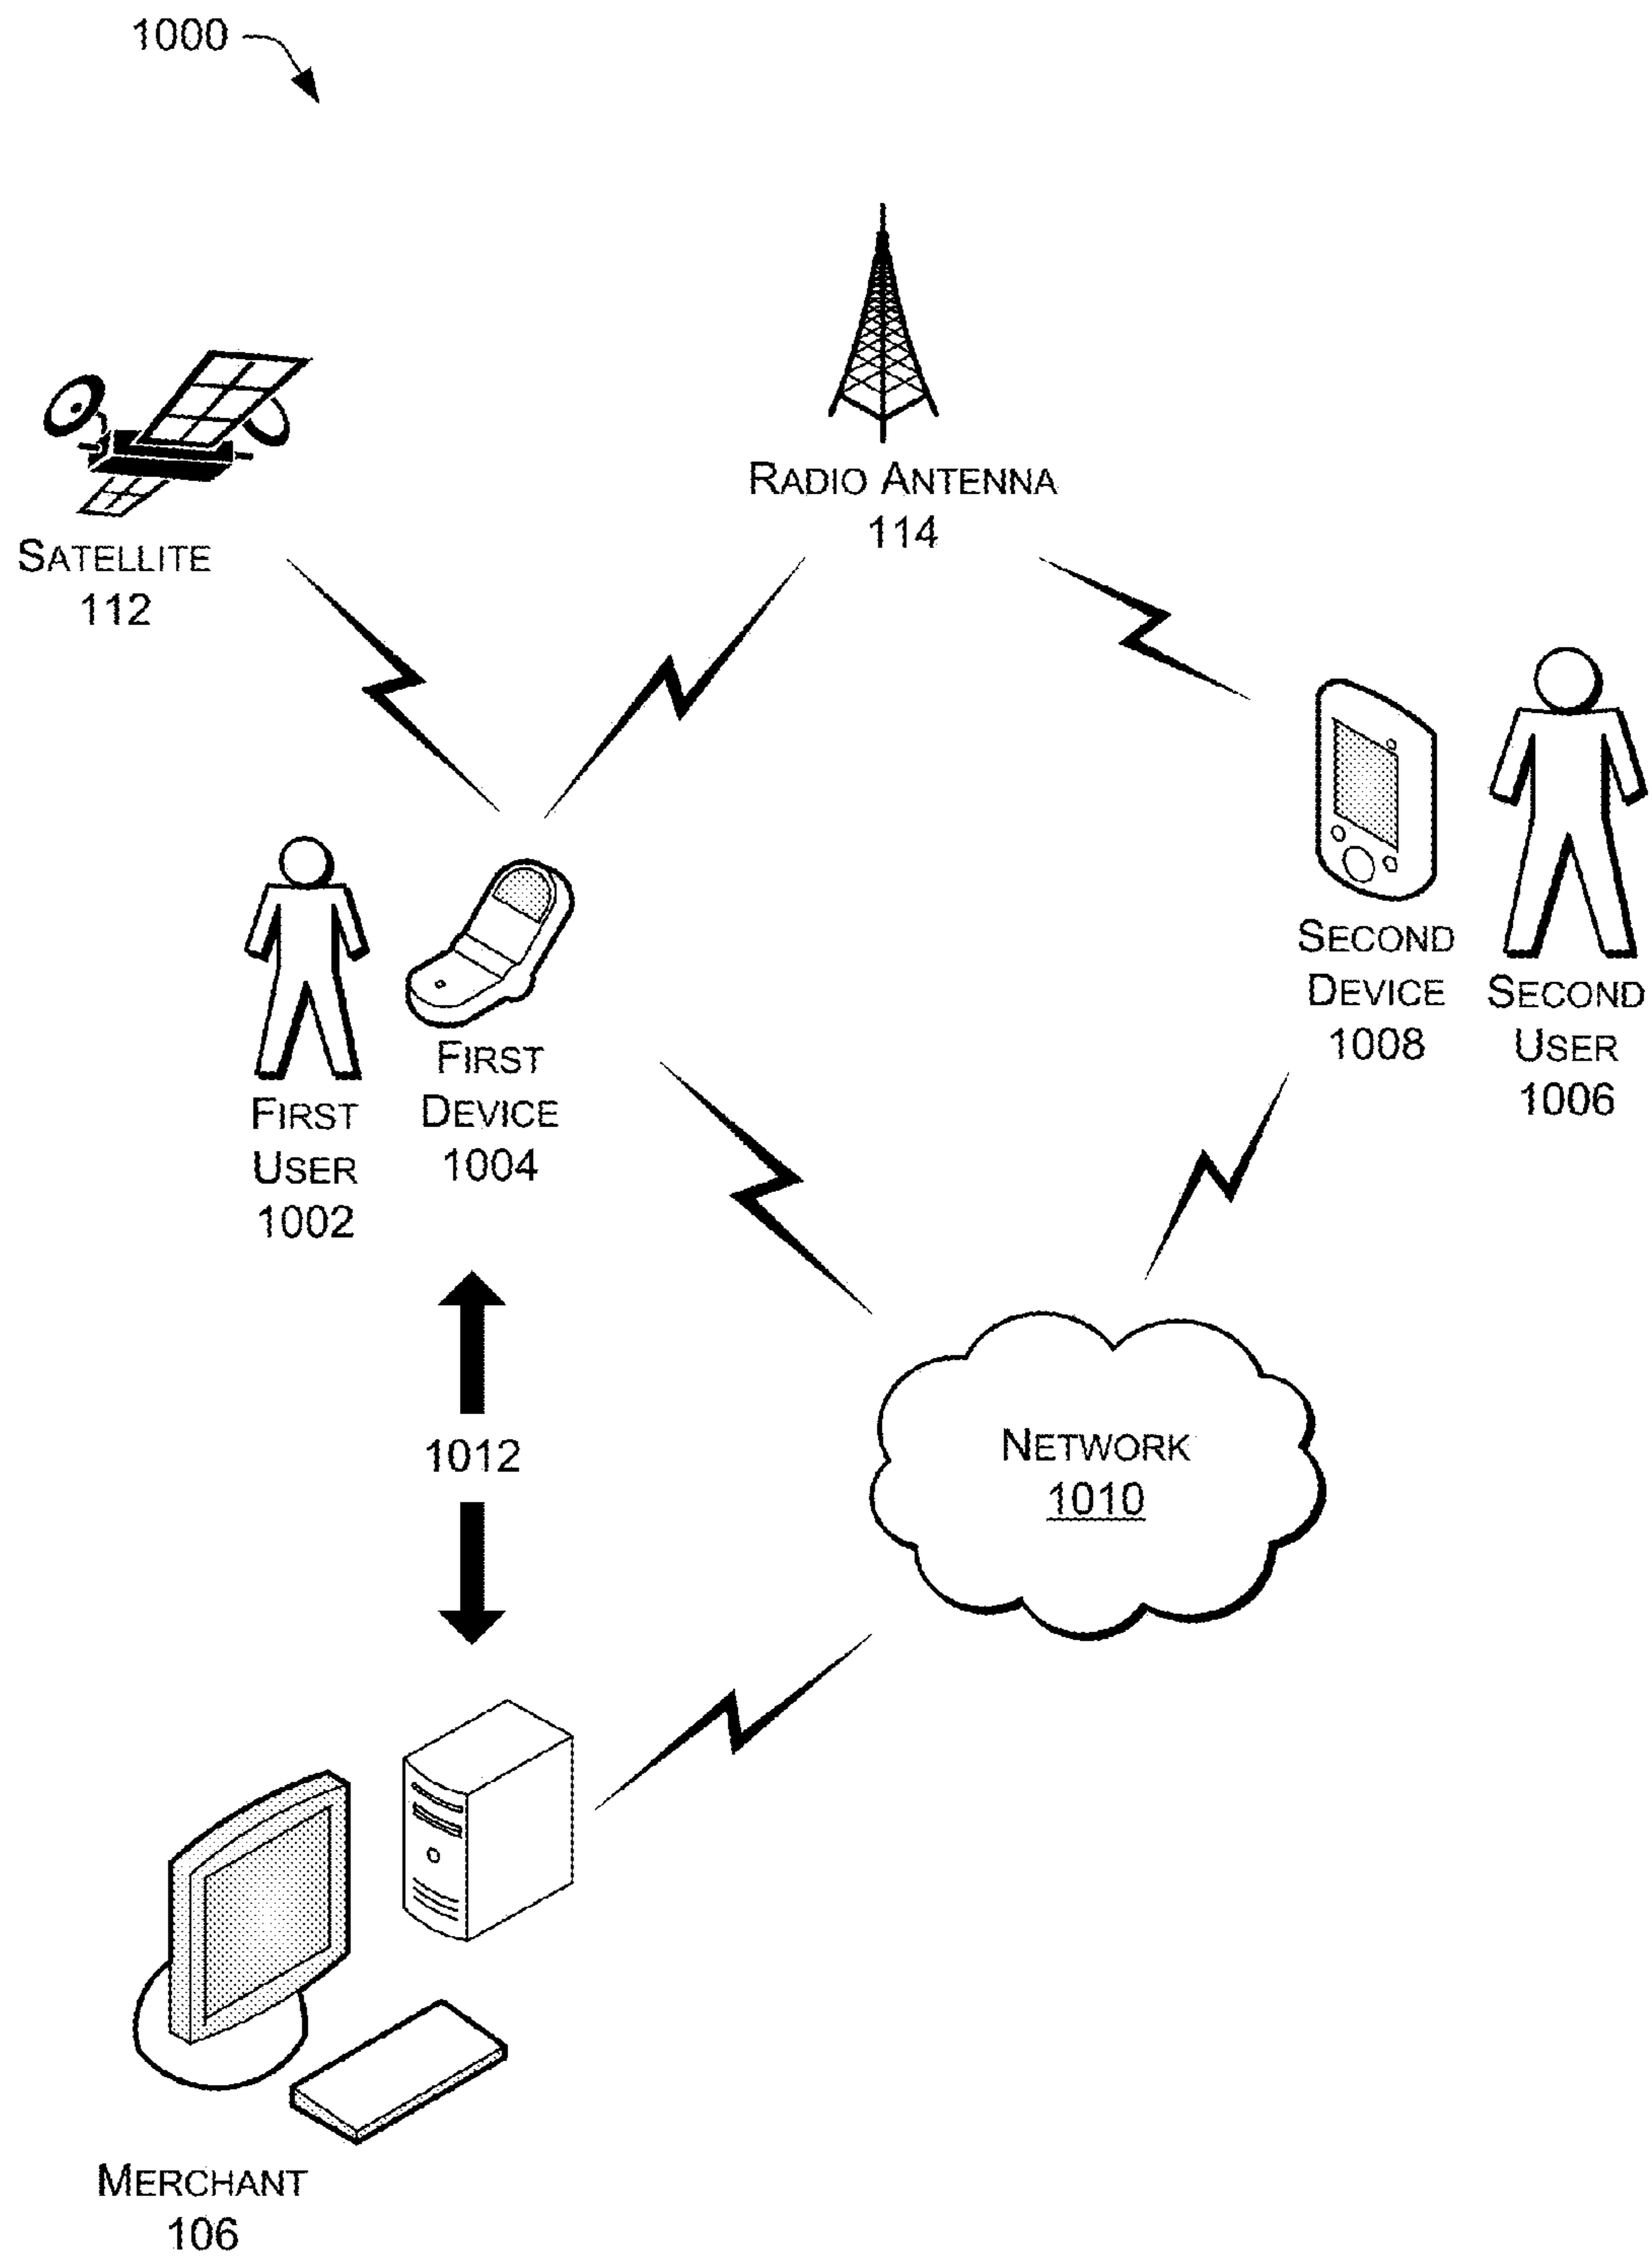 1000
RADIO ANTENNA
114
SATELLITE
112
SECOND
DEVICE
1008
SECOND
USER
1006
FIRST
DEVICE
1004
FIRST
USER
1002
1012
NETWORK
1010
MERCHANT
106